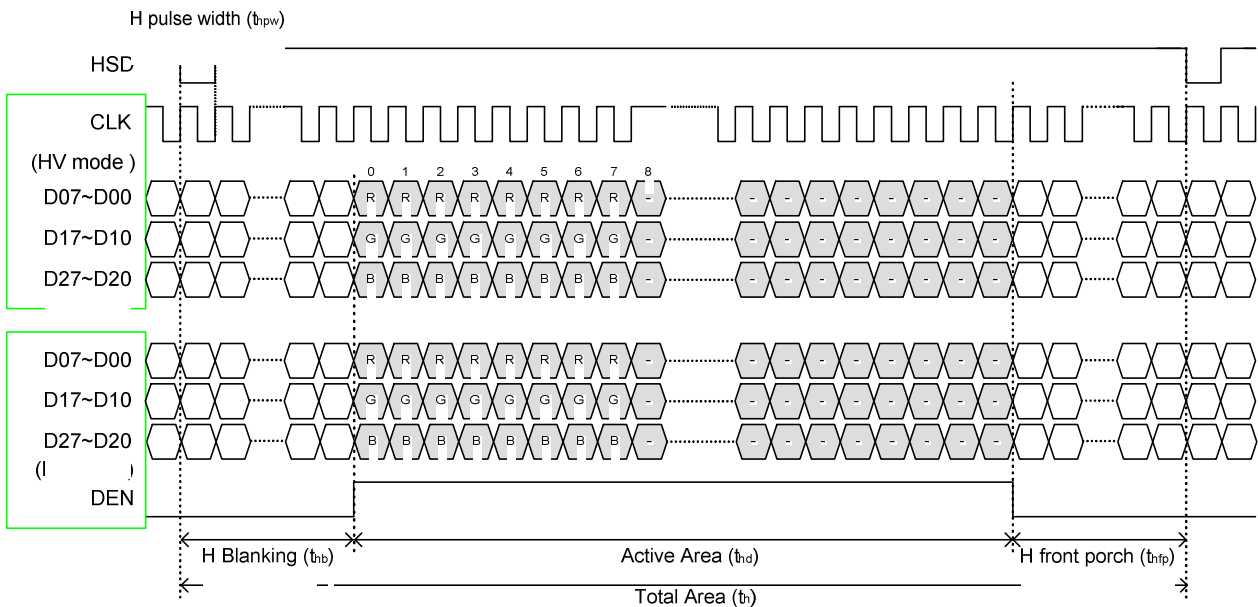 H pulse width (thpw)
HSD
CLK
(HV mode )
0 1 2 3 4 5 6 7 8
D07~D00 R R R R R R R R - - - - - - - - -
D17~D10 G G G G G G G G - - - - - - - - -
D27~D20 B B B B B B B B - - - - - - - - -
D07~D00 R R R R R R R R - - - - - - - - -
D17~D10 G G G G G G G G - - - - - - - - -
D27~D20 B B B B B B B B - - - - - - - - -
DEN
H Blanking (thb) Active Area (thd) H front porch (thfp)
Total Area (th)